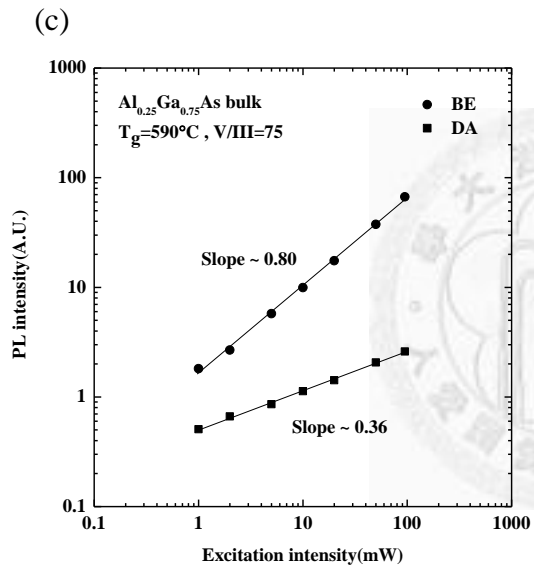 (c)
1000
100
10
1
0.1
PL intensity(A.U.)
Al0.25Ga0.75As bulk
Tg=590°C , V/III=75
BE
DA
Slope ~ 0.80
Slope ~ 0.36
0.1
1
10
100
1000
Excitation intensity(mW)